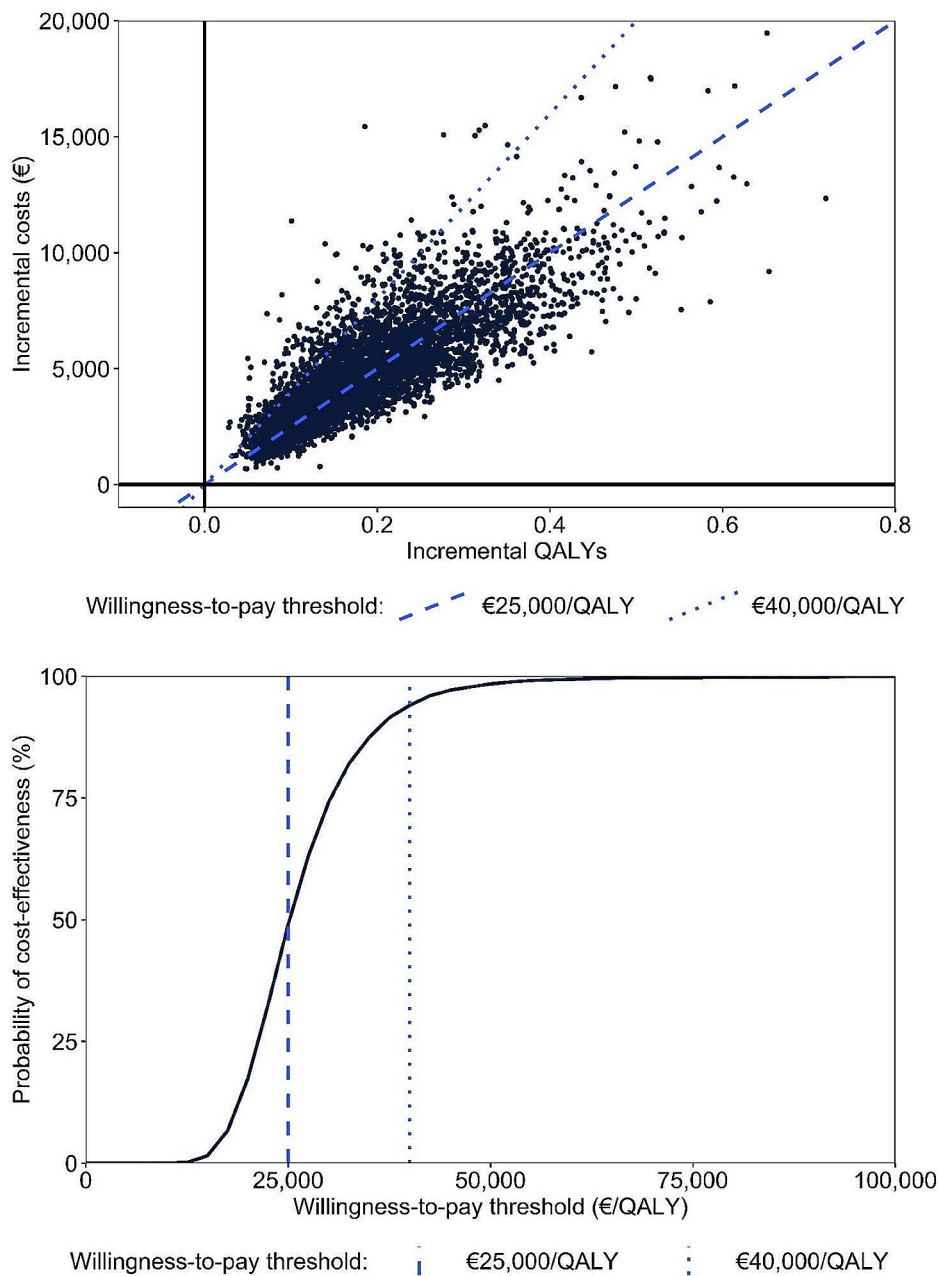 20,000
15,000
10,000
5,000
0
Incremental costs (€)
0.0 0.2 0.4 0.6 0.8
Incremental QALYs
Willingness-to-pay threshold: €25,000/QALY €40,000/QALY
100
75
50
25
0
Probability of cost-effectiveness (%)
0 25,000 50,000 75,000 100,000
Willingness-to-pay threshold (€/QALY)
Willingness-to-pay threshold: €25,000/QALY €40,000/QALY